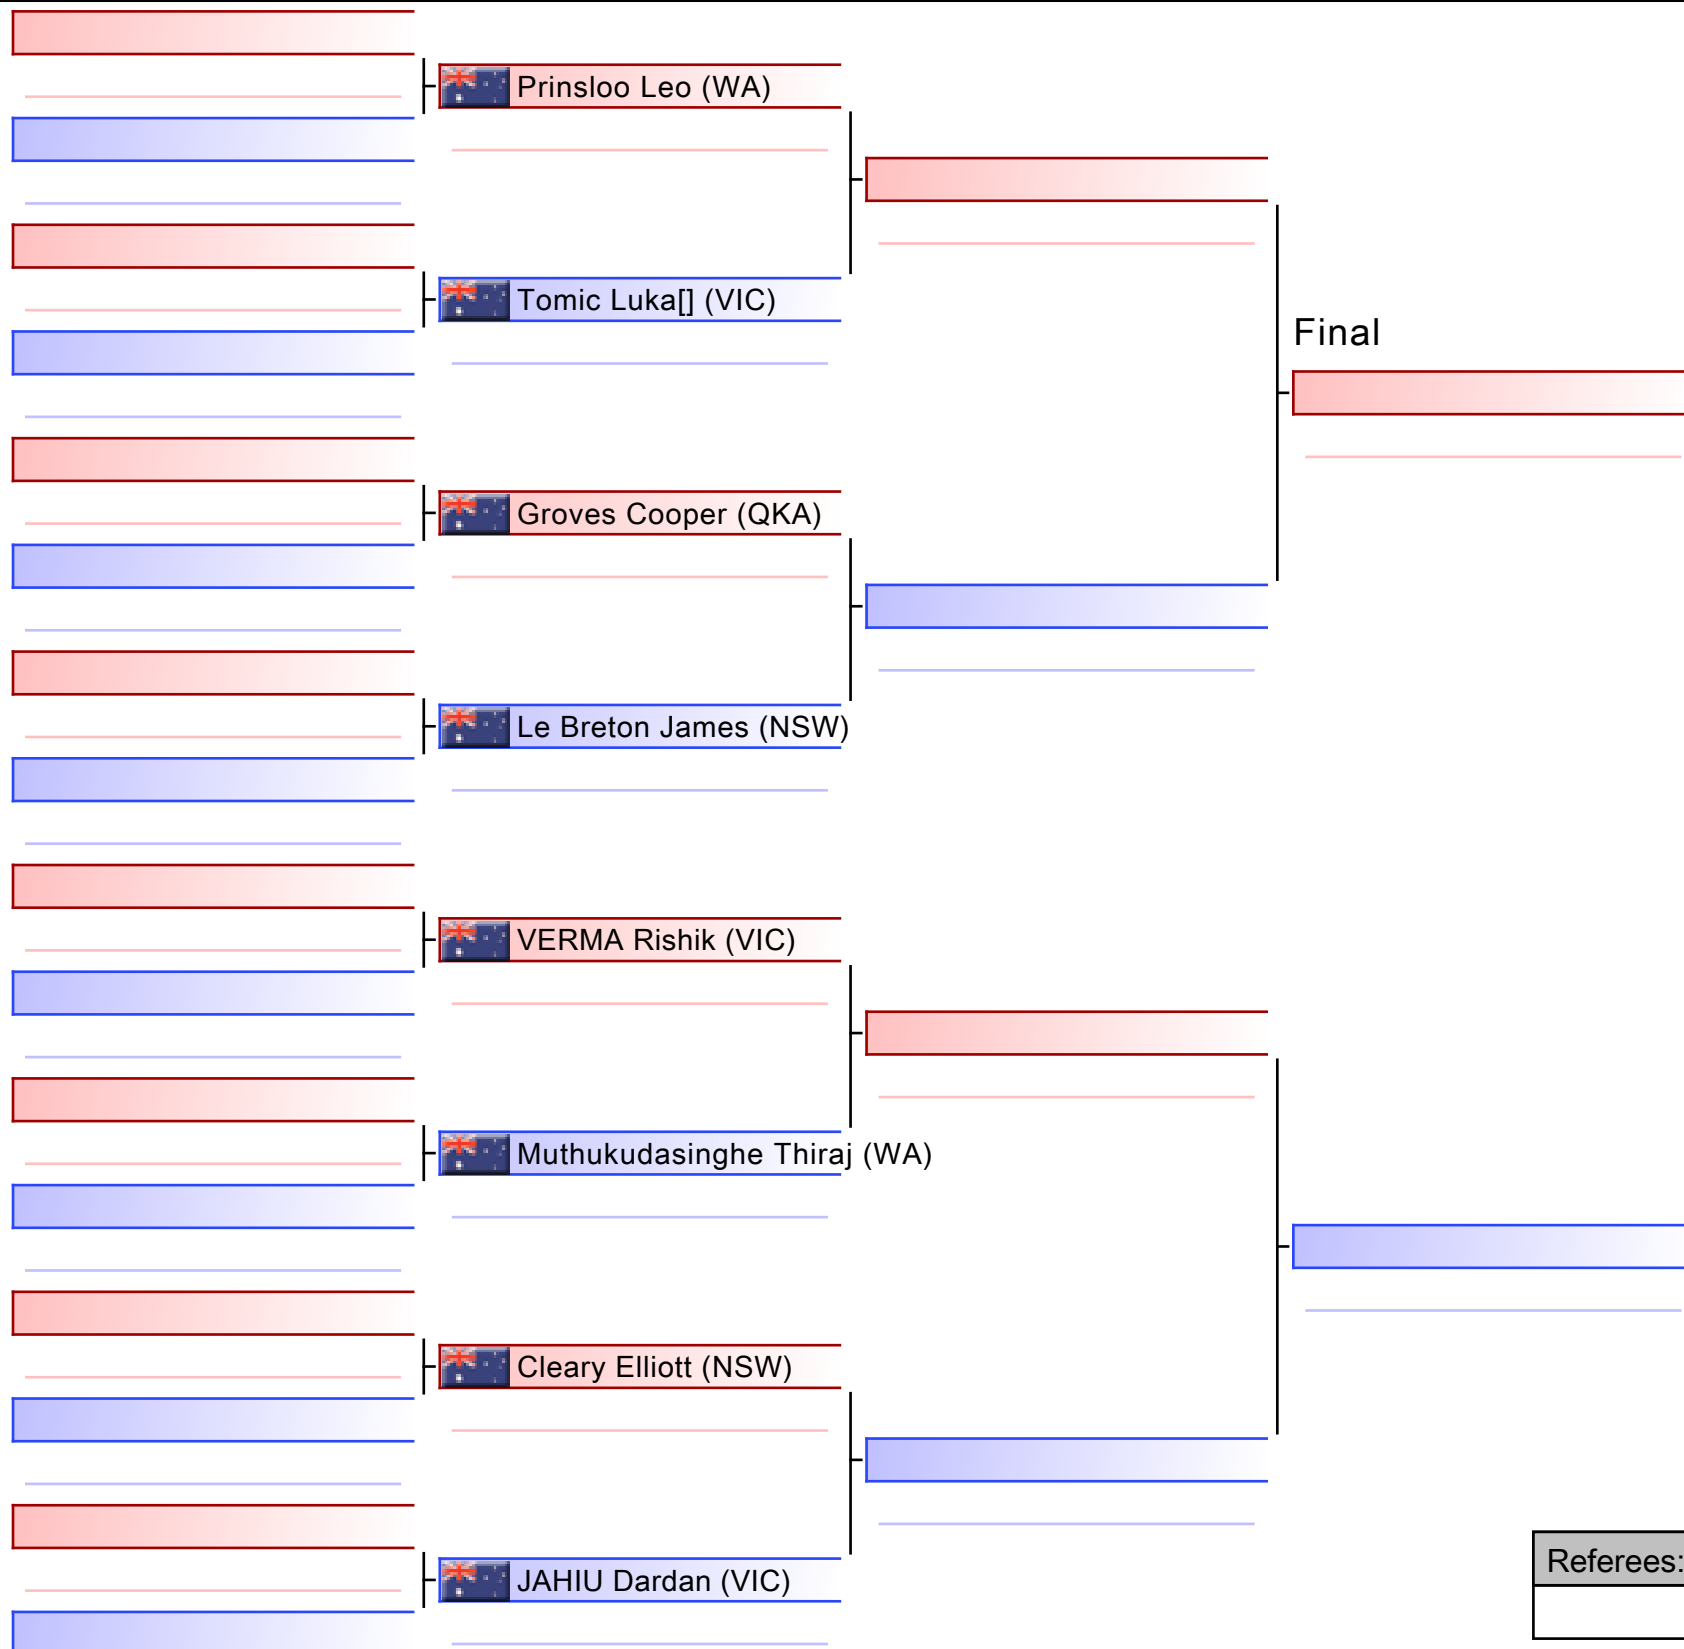 Prinsloo Leo (WA)
Tomic Luka[] (VIC)
Final
Groves Cooper (QKA)
Le Breton James (NSW)
VERMA Rishik (VIC)
Muthukudasinghe Thiraj (WA)
Cleary Elliott (NSW)
Referees:
JAHIU Dardan (VIC)